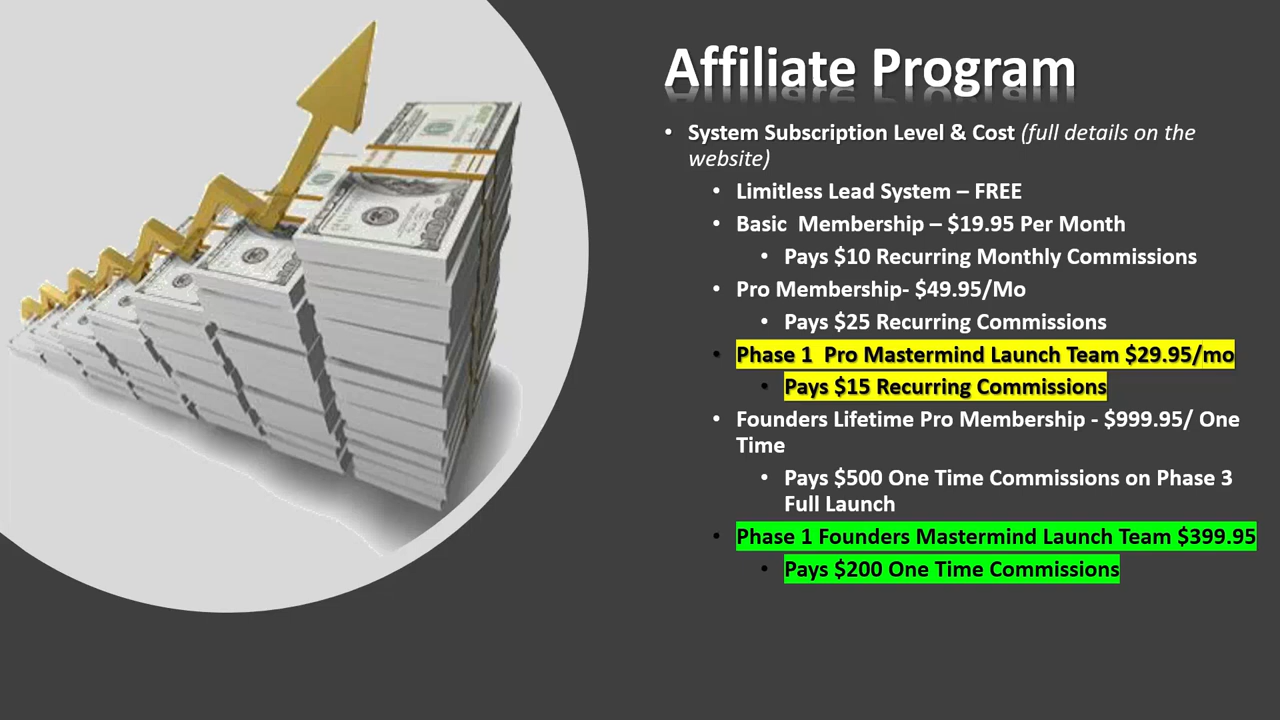 Affiliate Program
• System Subscription Level & Cost (full details on the
website)
• Limitless Lead System – FREE
• Basic  Membership – $19.95 Per Month
• Pays $10 Recurring Monthly Commissions
• Pro Membership- $49.95/Mo
• Pays $25 Recurring Commissions
• Phase 1  Pro Mastermind Launch Team $29.95/mo
• Pays $15 Recurring Commissions
• Founders Lifetime Pro Membership - $999.95/ One
Time
• Pays $500 One Time Commissions on Phase 3
Full Launch
• Phase 1 Founders Mastermind Launch Team $399.95
• Pays $200 One Time Commissions